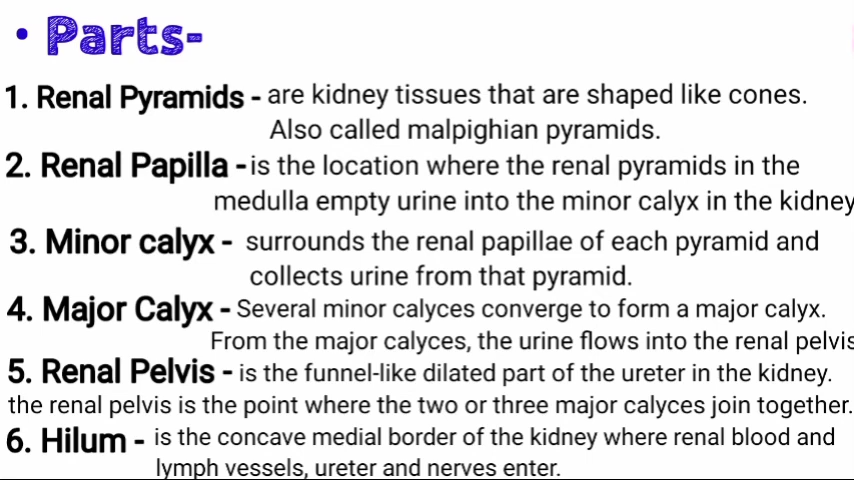 • Parts-
1. Renal Pyramids - are kidney tissues that are shaped like cones.
Also called malpighian pyramids.
2. Renal Papilla - is the location where the renal pyramids in the
medulla empty urine into the minor calyx in the kidney
3. Minor calyx - surrounds the renal papillae of each pyramid and
collects urine from that pyramid.
4. Major Calyx - Several minor calyces converge to form a major calyx.
From the major calyces, the urine flows into the renal pelvis
5. Renal Pelvis - is the funnel-like dilated part of the ureter in the kidney.
the renal pelvis is the point where the two or three major calyces join together.
6. Hilum - is the concave medial border of the kidney where renal blood and
lymph vessels, ureter and nerves enter.